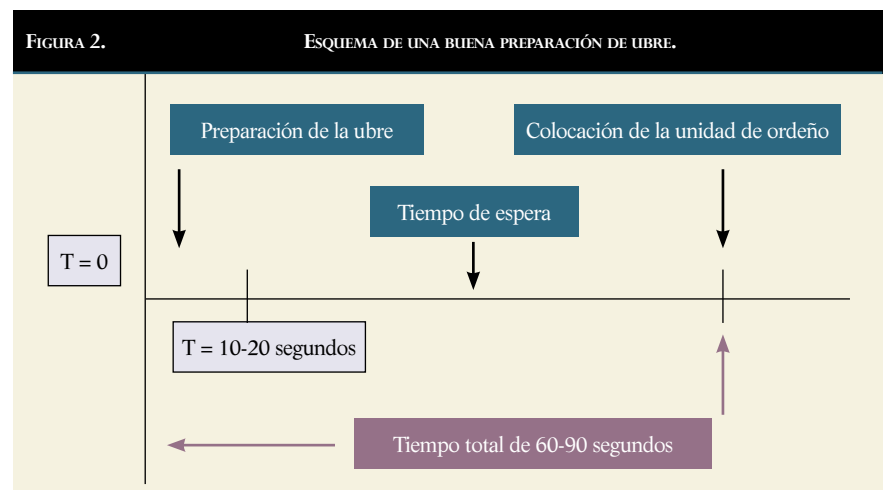 FIGURA 2. ESQUEMA DE UNA BUENA PREPARACIÓN DE UBRE.
Preparación de la ubre
Colocación de la unidad de ordeño
Tiempo de espera
T = 0
T = 10-20 segundos
Tiempo total de 60-90 segundos